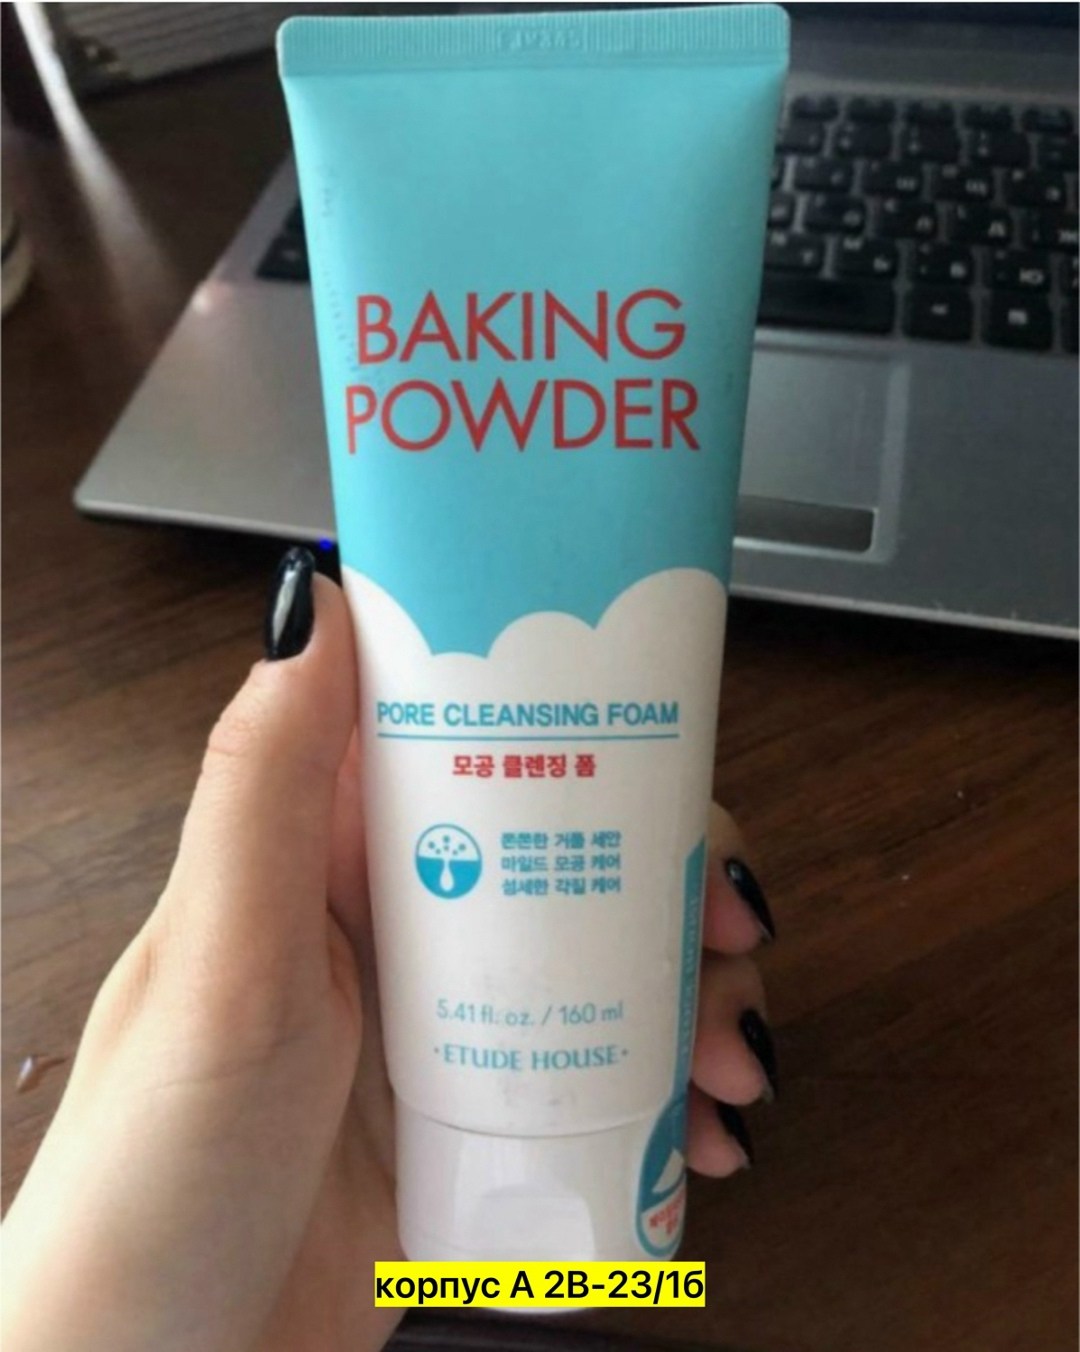 BAKING
POWDER
PORE CLEANSING FOAM
모공 클렌징 폼
쫀쫀한 거품 세안
마일드 모공 케어
섬세한 각질 케어
5.41 fl. oz. / 160 ml
·ETUDE HOUSE·
корпус А 2В-23/1б